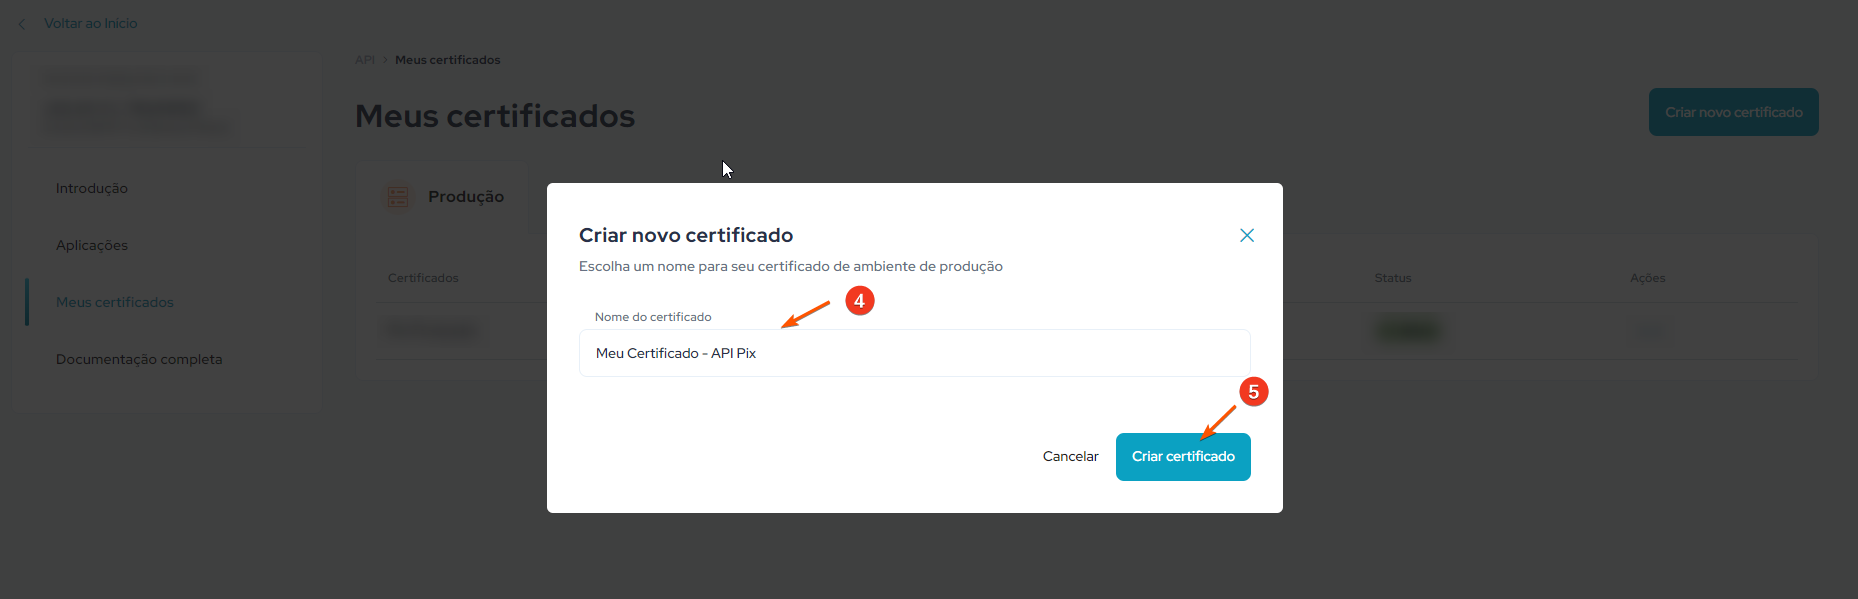 Voltar ao Início
API > Meus certificados
Meus certificados
Criar novo certificado
Introdução
Aplicações
Meus certificados
Documentação completa
Produção
Certificados
Status
Ações
Criar novo certificado
Escolha um nome para seu certificado de ambiente de produção
Nome do certificado
4
Meu Certificado - API Pix
5
Cancelar
Criar certificado